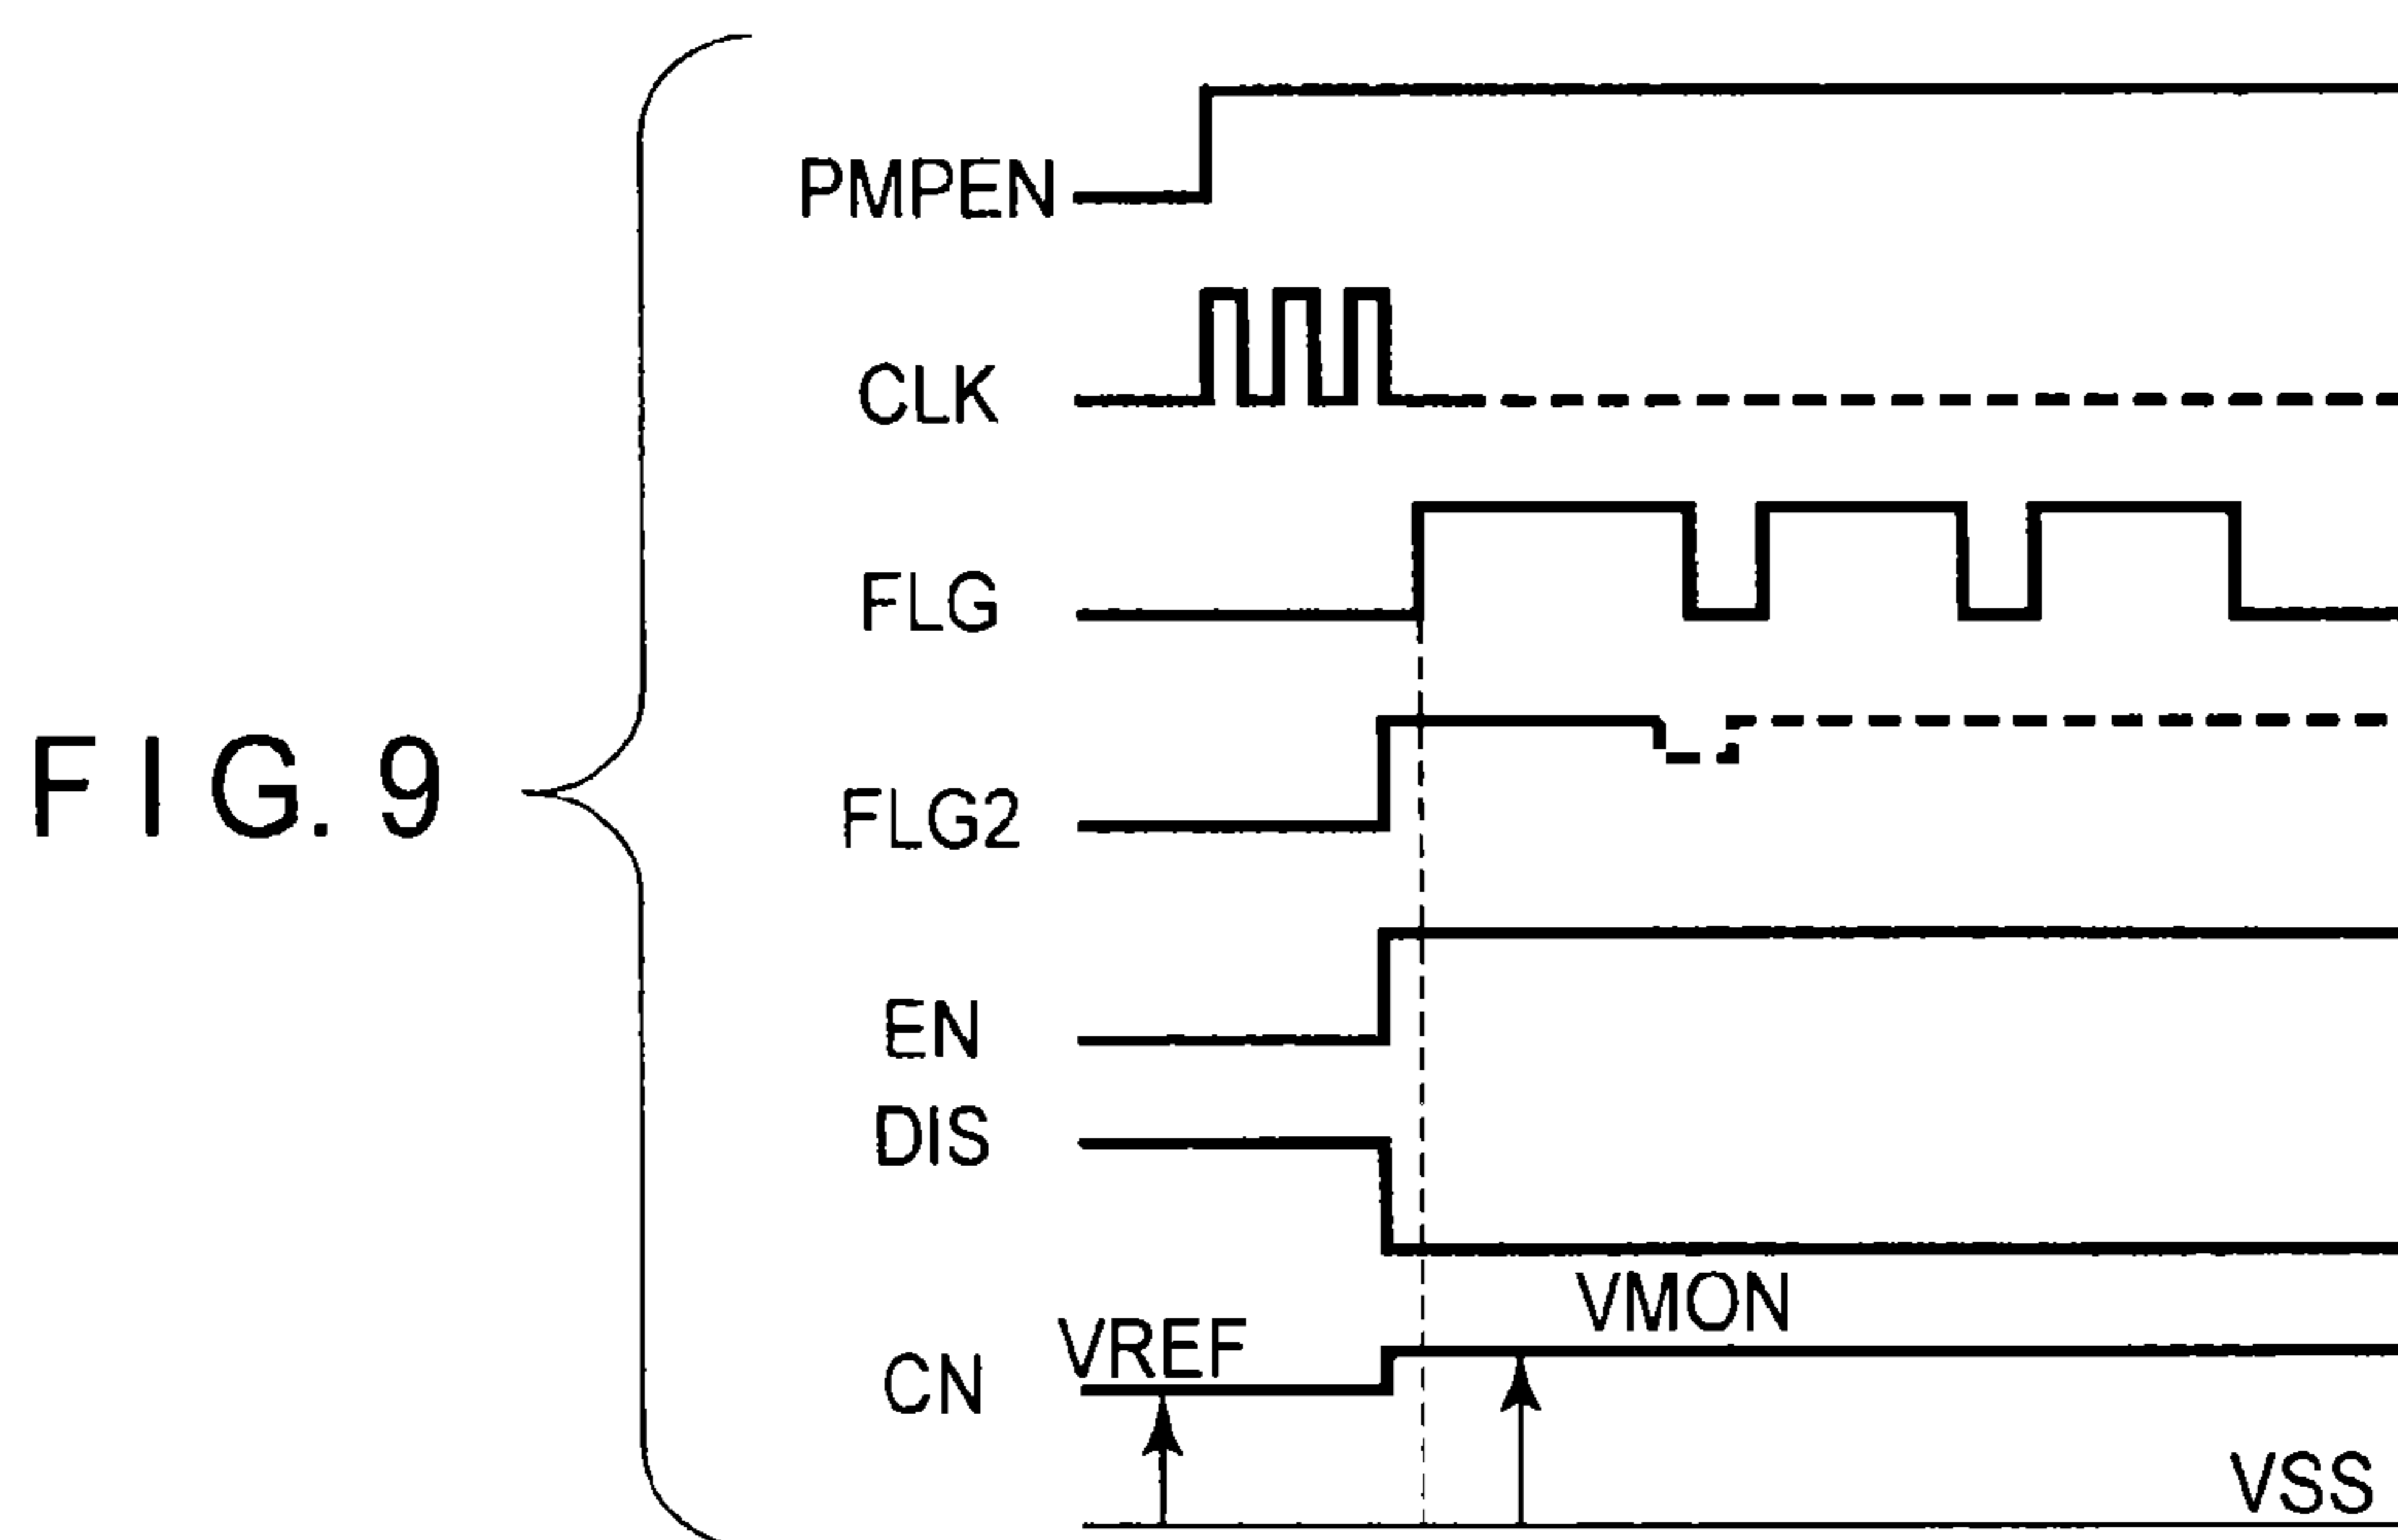 FIG. 9
PMPEN
CLK
FLG
FLG2
EN
DIS
VMON
VREF
CN
VSS